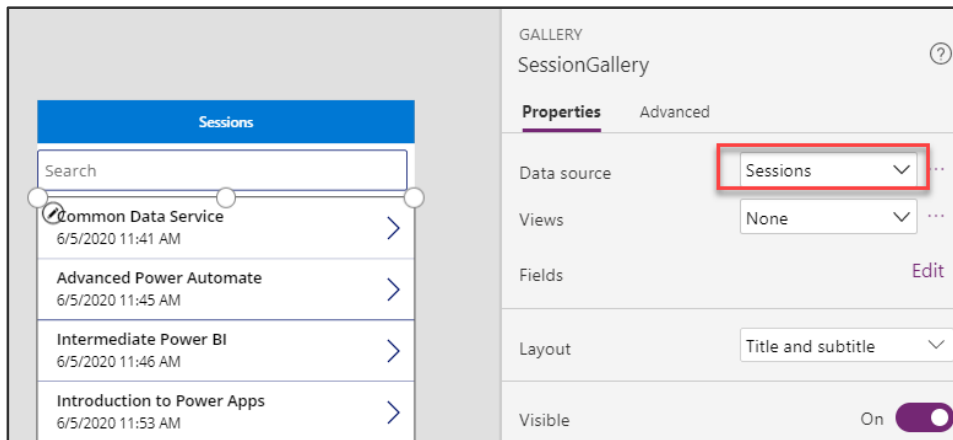 Sessions
Search
Common Data Service
6/5/2020 11:41 AM
Advanced Power Automate
6/5/2020 11:45 AM
Intermediate Power BI
6/5/2020 11:46 AM
Introduction to Power Apps
6/5/2020 11:53 AM
GALLERY
SessionGallery
?
Properties Advanced
Data source Sessions ...
Views None ...
Fields Edit
Layout Title and subtitle
Visible On